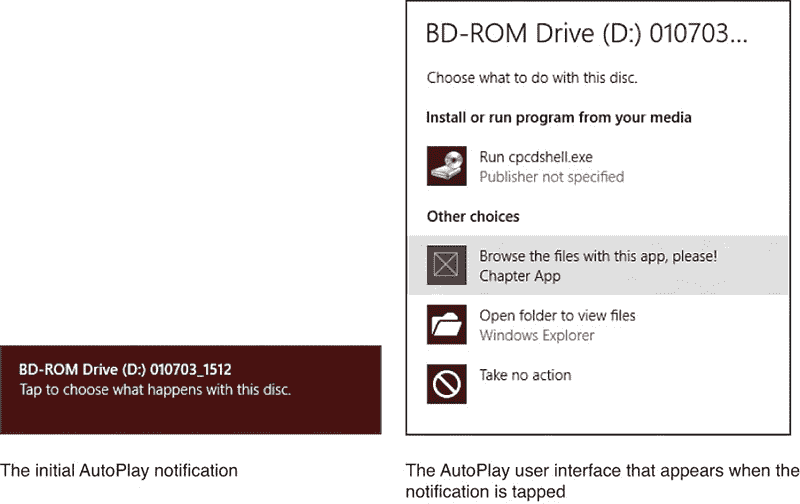 BD-ROM Drive (D:) 010703_1512
Tap to choose what happens with this disc.
The initial AutoPlay notification
BD-ROM Drive (D:) 010703...
Choose what to do with this disc.
Install or run program from your media
Run cpcdshell.exe
Publisher not specified
Other choices
Browse the files with this app, please!
Chapter App
Open folder to view files
Windows Explorer
Take no action
The AutoPlay user interface that appears when the
notification is tapped